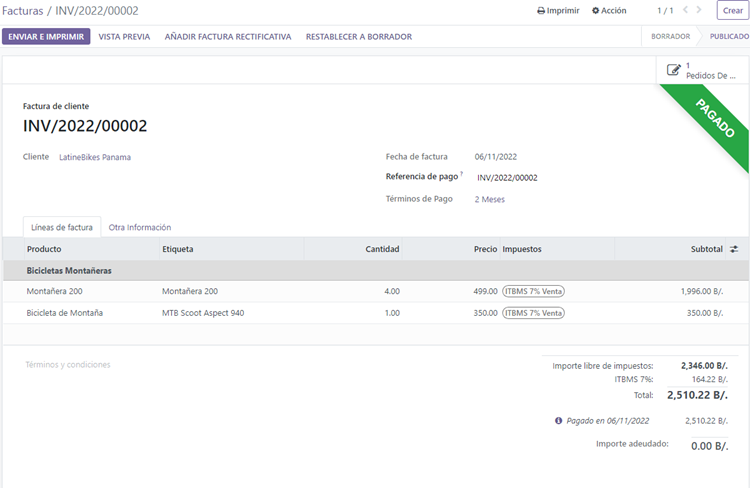 Facturas / INV/2022/00002
Imprimir Acción 1 / 1 Crear
ENVIAR E IMPRIMIR VISTA PREVIA AÑADIR FACTURA RECTIFICATIVA RESTABLECER A BORRADOR BORRADOR PUBLICADO
1
Pedidos De ...
PAGADO
Factura de cliente
INV/2022/00002
Cliente LatineBikes Panama Fecha de factura 06/11/2022
Referencia de pago ? INV/2022/00002
Términos de Pago 2 Meses
Líneas de factura Otra Información
Producto Etiqueta Cantidad Precio Impuestos Subtotal
Bicicletas Montañeras
Montañera 200 Montañera 200 4.00 499.00 ITBMS 7% Venta 1,996.00 B/.
Bicicleta de Montaña MTB Scoot Aspect 940 1.00 350.00 ITBMS 7% Venta 350.00 B/.
Términos y condiciones Importe libre de impuestos: 2,346.00 B/.
ITBMS 7%: 164.22 B/.
Total: 2,510.22 B/.
Pagado en 06/11/2022 2,510.22 B/.
Importe adeudado: 0.00 B/.